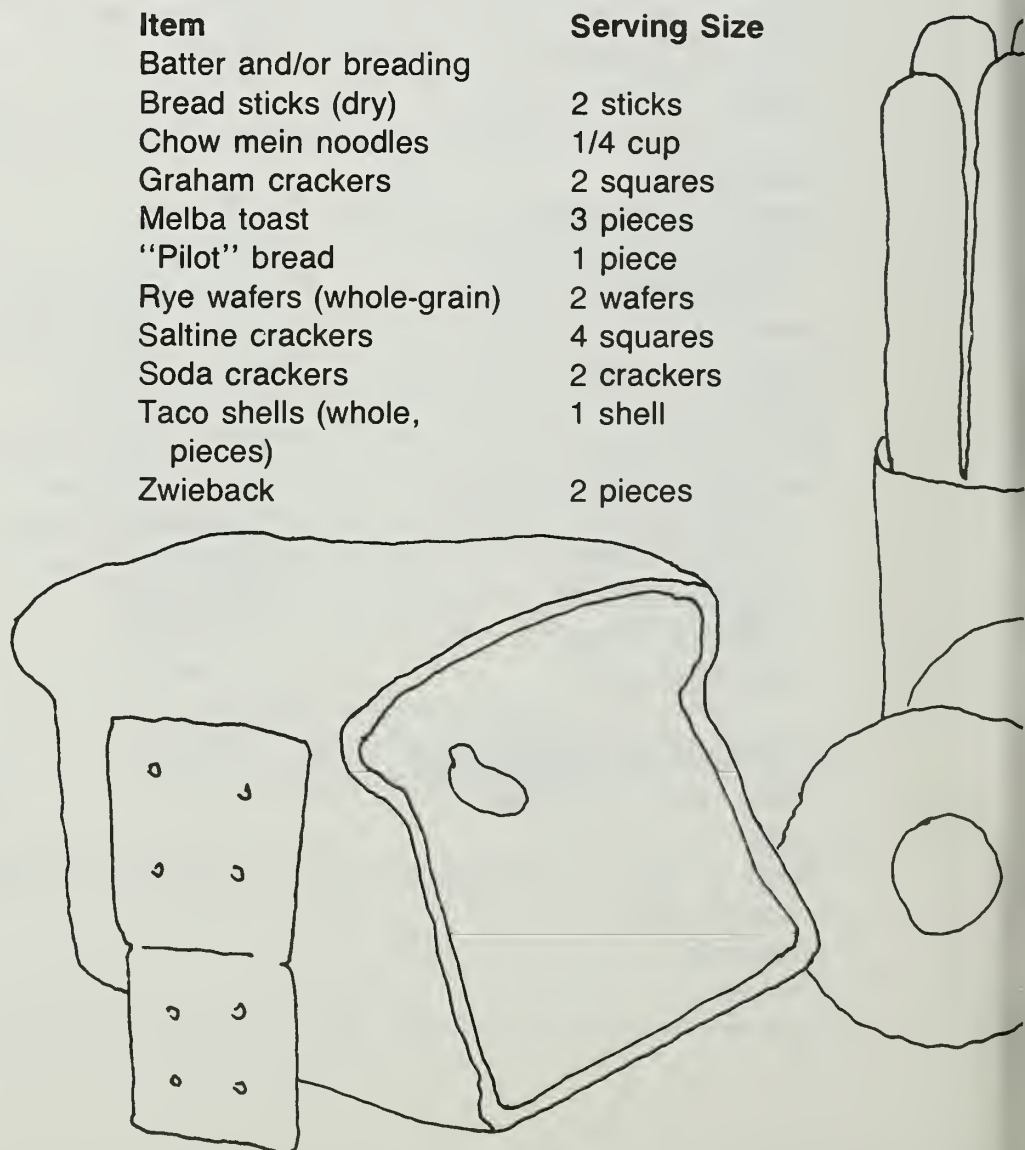 Item Serving Size
Batter and/or breading
Bread sticks (dry) 2 sticks
Chow mein noodles 1/4 cup
Graham crackers 2 squares
Melba toast 3 pieces
“Pilot” bread 1 piece
Rye wafers (whole-grain) 2 wafers
Saltine crackers 4 squares
Soda crackers 2 crackers
Taco shells (whole, 1 shell
pieces)
Zwieback 2 pieces